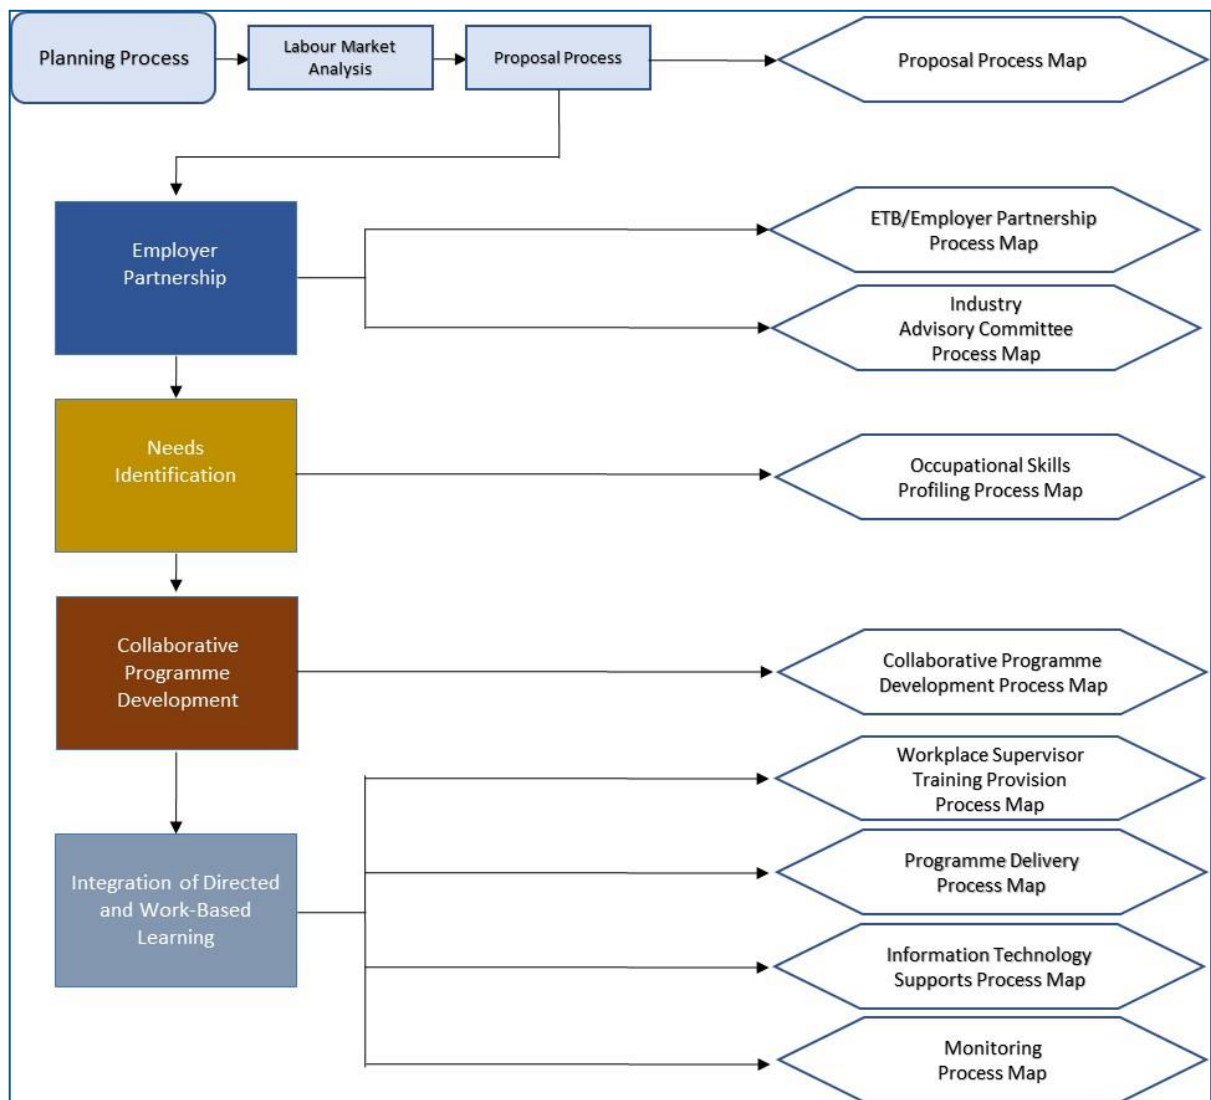 Planning Process
Labour Market
Analysis
Proposal Process
Proposal Process Map
Employer
Partnership
ETB/Employer Partnership
Process Map
Industry
Advisory Committee
Process Map
Needs
Identification
Occupational Skills
Profiling Process Map
Collaborative
Programme
Development
Collaborative Programme
Development Process Map
Integration of Directed
and Work-Based
Learning
Workplace Supervisor
Training Provision
Process Map
Programme Delivery
Process Map
Information Technology
Supports Process Map
Monitoring
Process Map